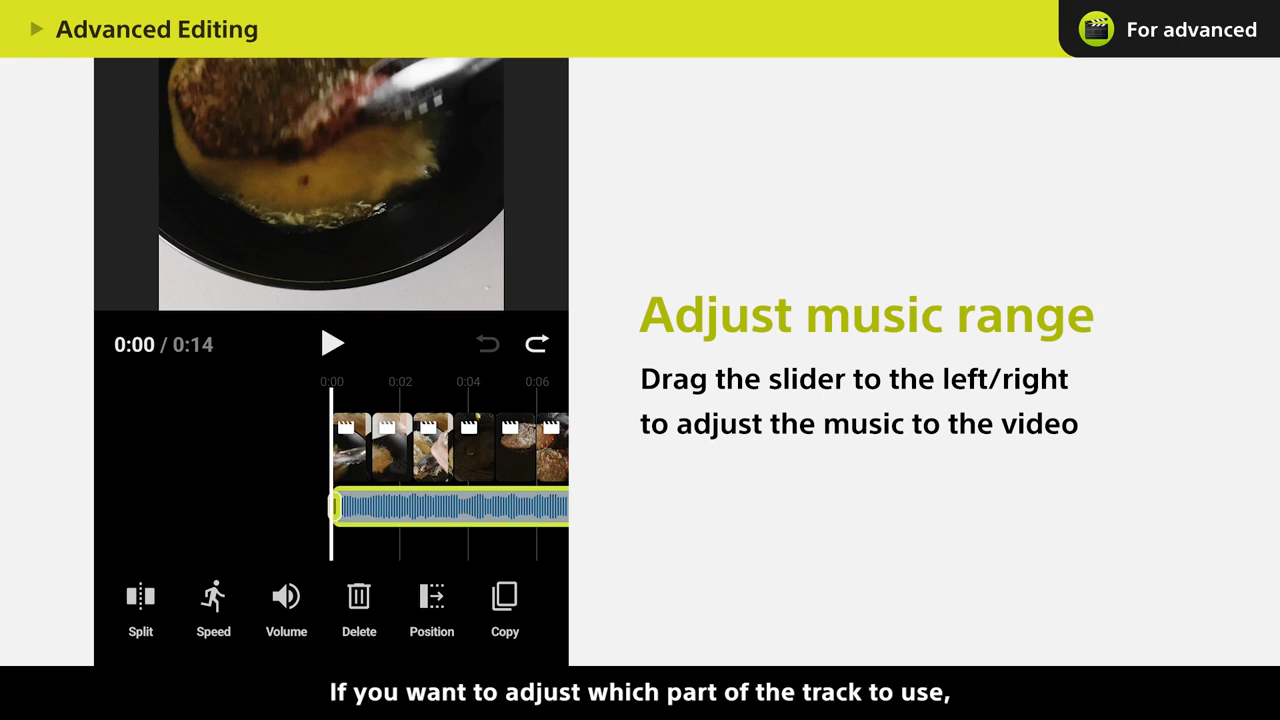 Advanced Editing
For advanced
0:00 / 0:14
0:00 0:02 0:04 0:06
Split Speed Volume Delete Position Copy
Adjust music range
Drag the slider to the left/right
to adjust the music to the video
If you want to adjust which part of the track to use,